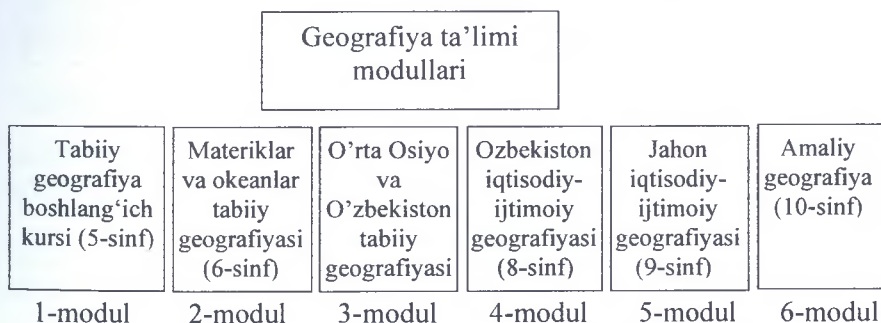 Geografiya ta’limi
modullari
Tabiiy
geografiya
boshlang‘ich
kursi (5-sinf)
Materiklar
va okeanlar
tabiiy
geografiyasi
(6-sinf)
O’rta Osiyo
va
O’zbekiston
tabiiy
geografiyasi
Ozbekiston
iqtisodiy-
ijtimoiy
geografiyasi
(8-sinf)
Jahon
iqtisodiy-
ijtimoiy
geografiyasi
(9-sinf)
Amaliy
geografiya
(10-sinf)
1-modul
2-modul
3-modul
4-modul
5-modul
6-modul